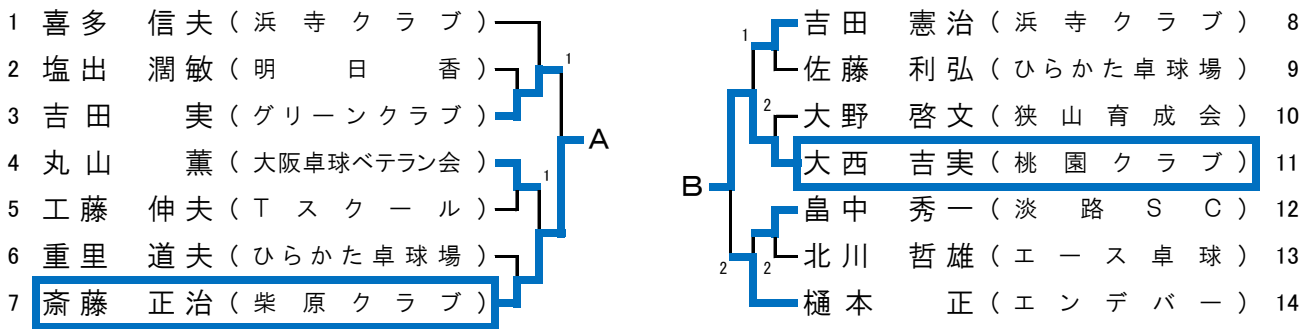 1 喜多 信夫 (浜寺クラブ)
2 塩出 濶敏 (明日香)
3 吉田 実 (グリーンクラブ)
4 丸山 薫 (大阪卓球ベテラン会)
5 工藤 伸夫 (Tスクール)
6 重里 道夫 (ひらかた卓球場)
7 斎藤 正治 (柴原クラブ)
1
1
A
吉田 憲治 (浜寺クラブ) 8
佐藤 利弘 (ひらかた卓球場) 9
大野 啓文 (狭山育成会) 10
大西 吉実 (桃園クラブ) 11
畠中 秀一 (淡路SC) 12
北川 哲雄 (エース卓球) 13
樋本 正 (エンデバー) 14
1
2
B
2
2